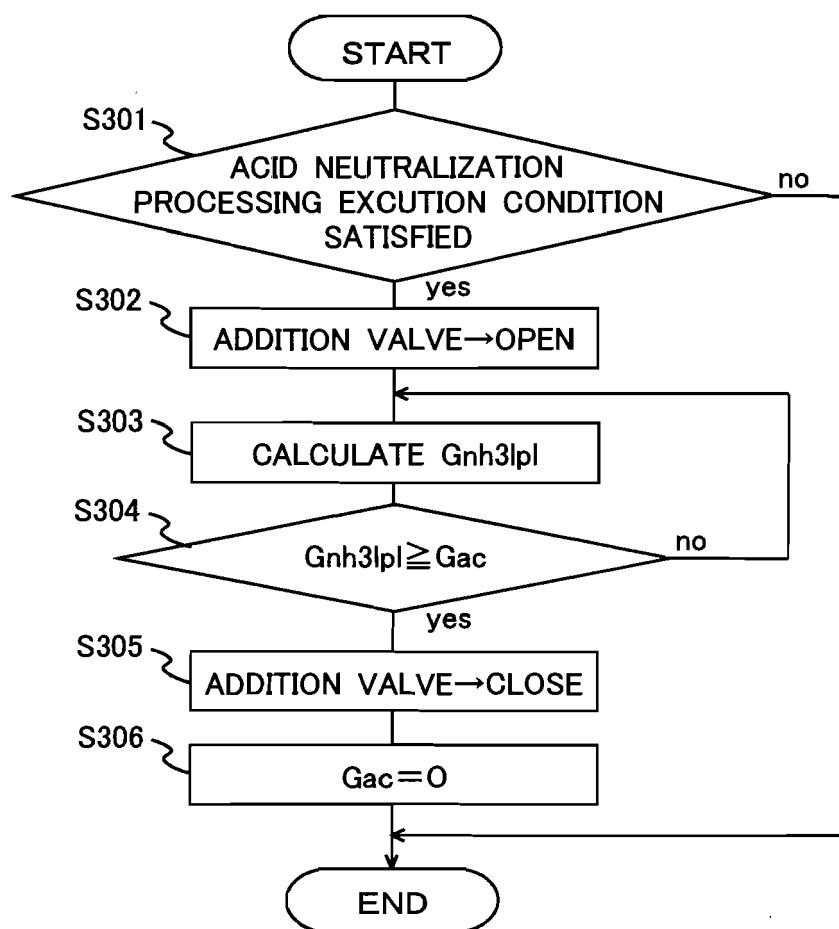 START
S301
ACID NEUTRALIZATION
PROCESSING EXCUTION CONDITION
SATISFIED
no
yes
S302
ADDITION VALVE→OPEN
S303
CALCULATE Gnh3lpl
S304
Gnh3lpl≧Gac
no
yes
S305
ADDITION VALVE→CLOSE
S306
Gac=0
END